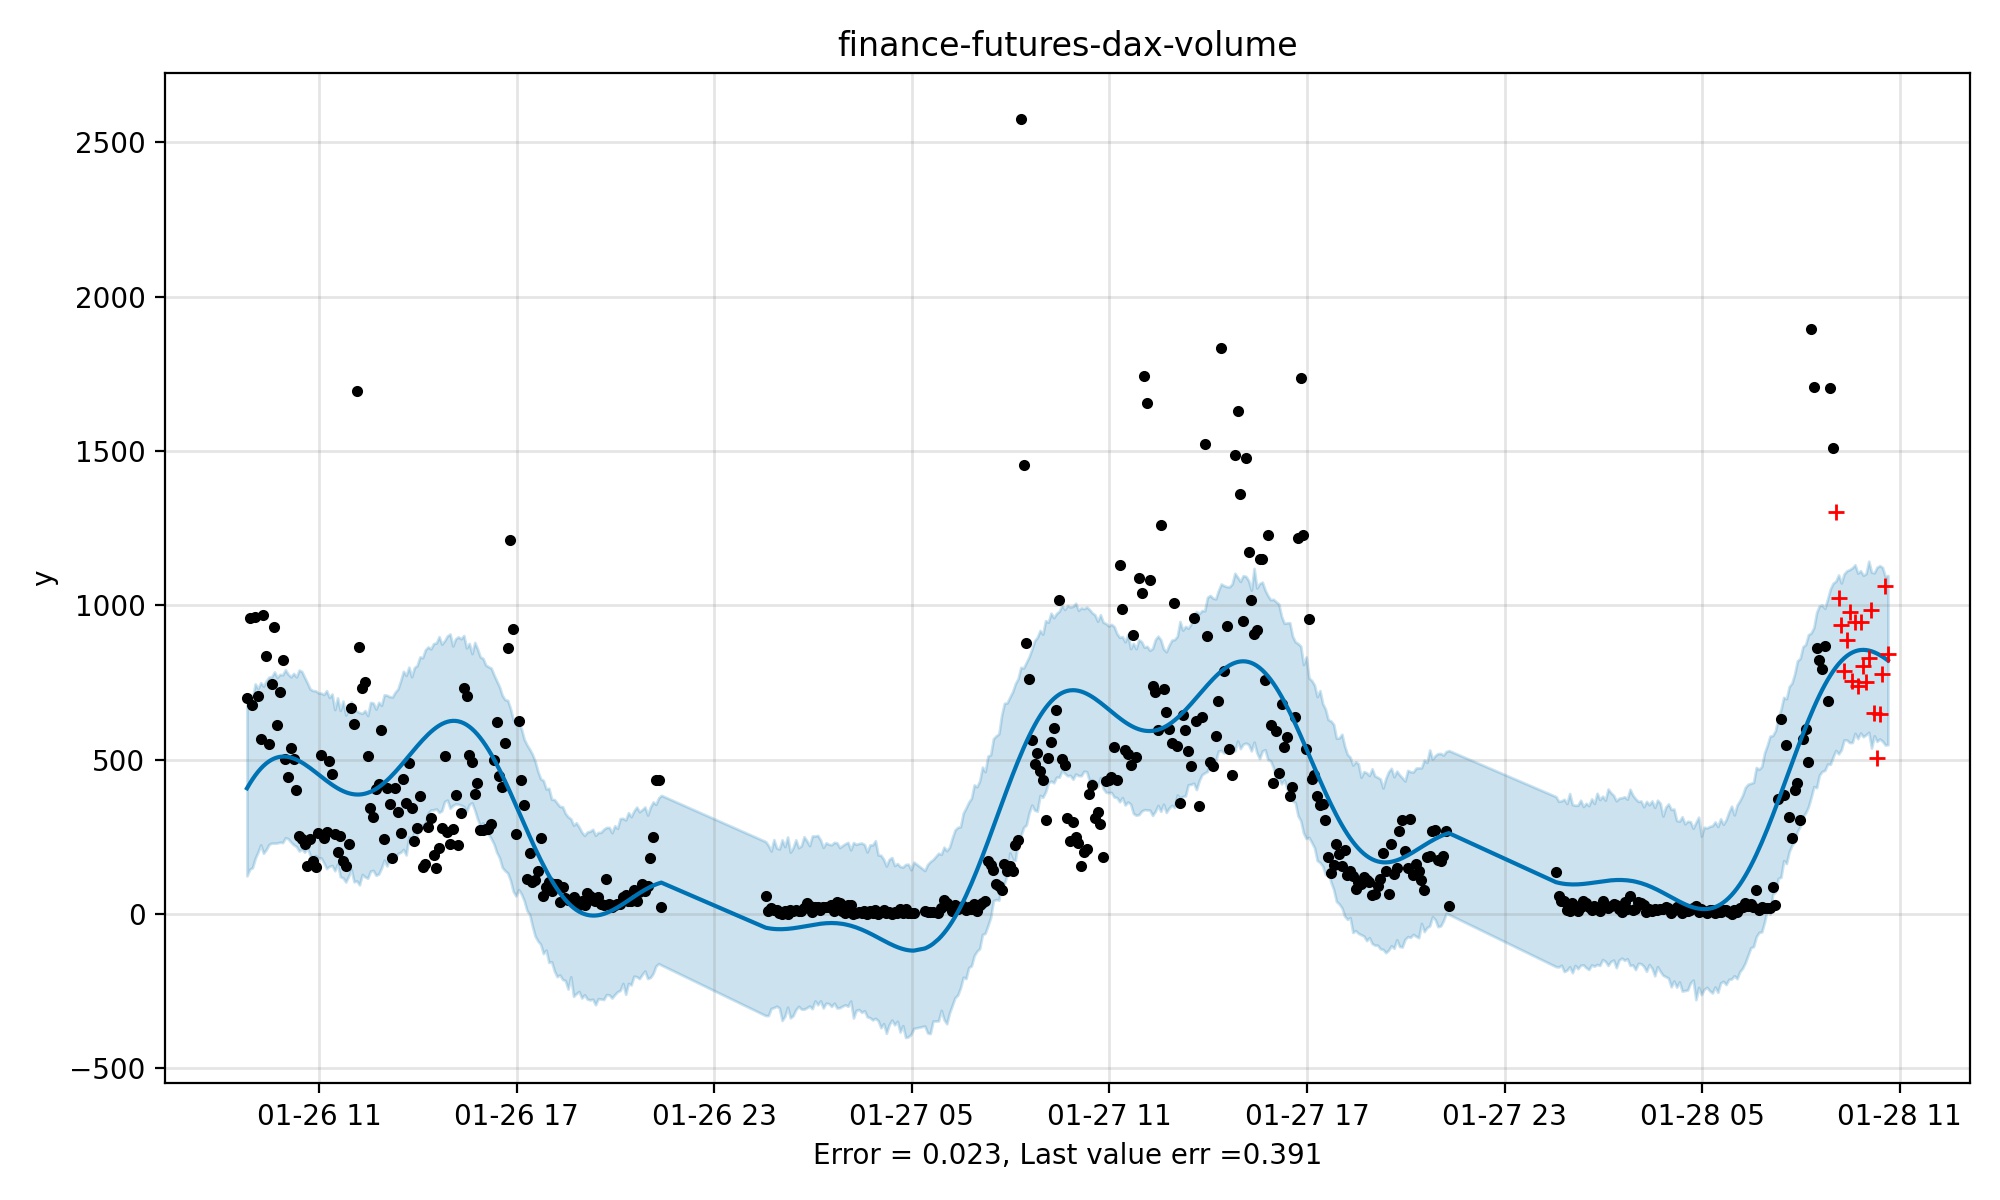 finance-futures-dax-volume
2500
2000
1500
1000
500
0
−500
y
01-26 11 01-26 17 01-26 23 01-27 05 01-27 11 01-27 17 01-27 23 01-28 05 01-28 11
Error = 0.023, Last value err =0.391